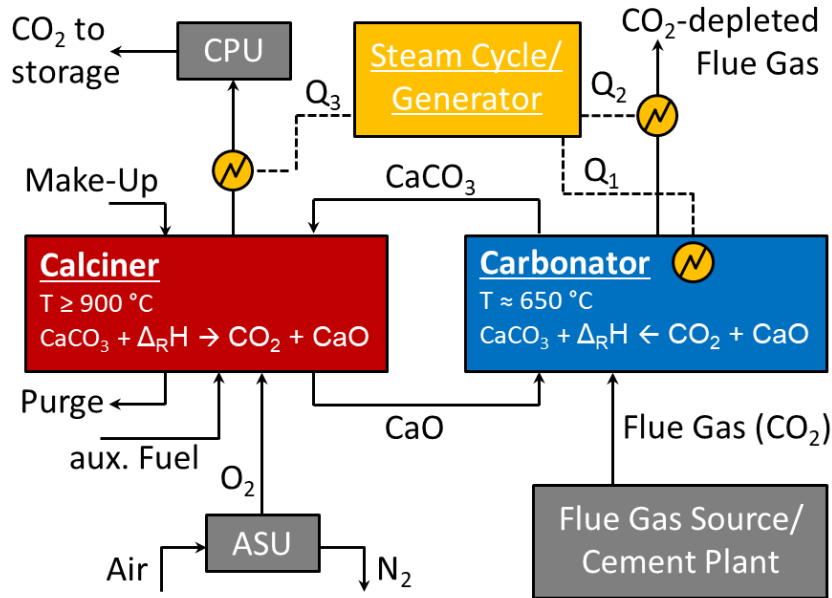 CO₂ to
storage
CPU
Steam Cycle/
Generator
CO₂-depleted
Flue Gas
Q₃
Q₂
Q₁
Make-Up
CaCO₃
Calciner
T ≥ 900 °C
CaCO₃ + ΔRH → CO₂ + CaO
Carbonator
T ≈ 650 °C
CaCO₃ + ΔRH ← CO₂ + CaO
Purge
aux. Fuel
O₂
CaO
Flue Gas (CO₂)
Air
ASU
N₂
Flue Gas Source/
Cement Plant